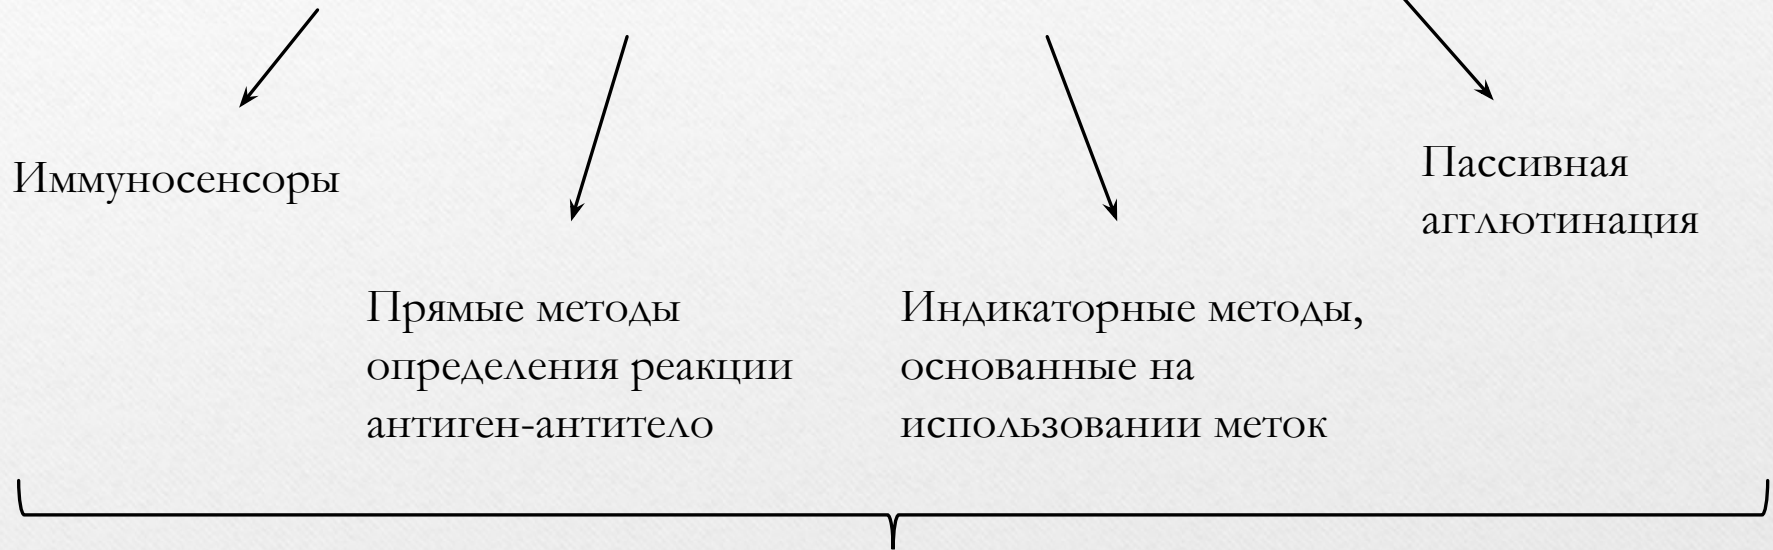 Иммуносенсоры
Прямые методы
определения реакции
антиген-антитело
Индикаторные методы,
основанные на
использовании меток
Пассивная
агглютинация